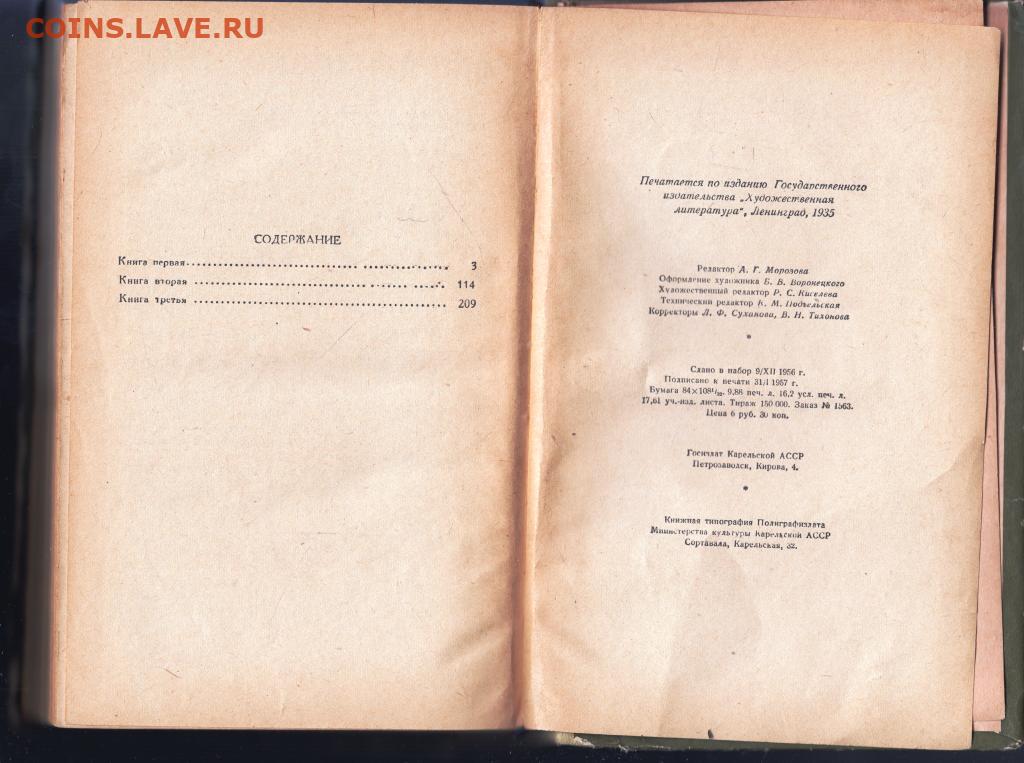 COINS.LAVE.RU
СОДЕРЖАНИЕ
Книга первая 3
Книга вторая 114
Книга третья 209
Печатается по изданию Государственного
издательства „Художественная
литература“, Ленинград, 1935
Редактор А. Г. Морозова
Оформление художника Б. В. Воронецкого
Художественный редактор Р. С. Киселева
Технический редактор К. М. Подъельская
Корректоры Л. Ф. Суханова, В. Н. Тихонова
*
Сдано в набор 9/XII 1956 г.
Подписано к печати 31/I 1957 г.
Бумага 84×108¹/₃₂. 9,88 печ. л. 16,2 усл. печ. л.
17,61 уч.-изд. листа. Тираж 150 000. Заказ № 1563.
Цена 6 руб. 30 коп.
Госиздат Карельской АССР
Петрозаводск, Кирова, 4.
*
Книжная типография Полиграфиздата
Министерства культуры Карельской АССР
Сортавала, Карельская, 32.